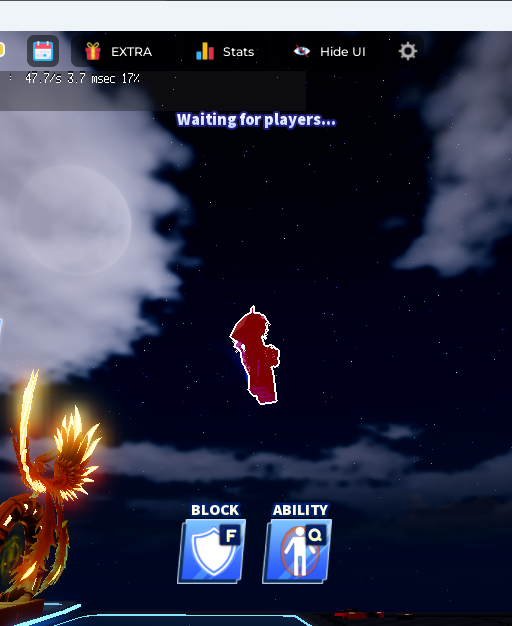 EXTRA Stats Hide UI
: 47.7/s 3.7 msec 17%
Waiting for players...
BLOCK ABILITY
F Q